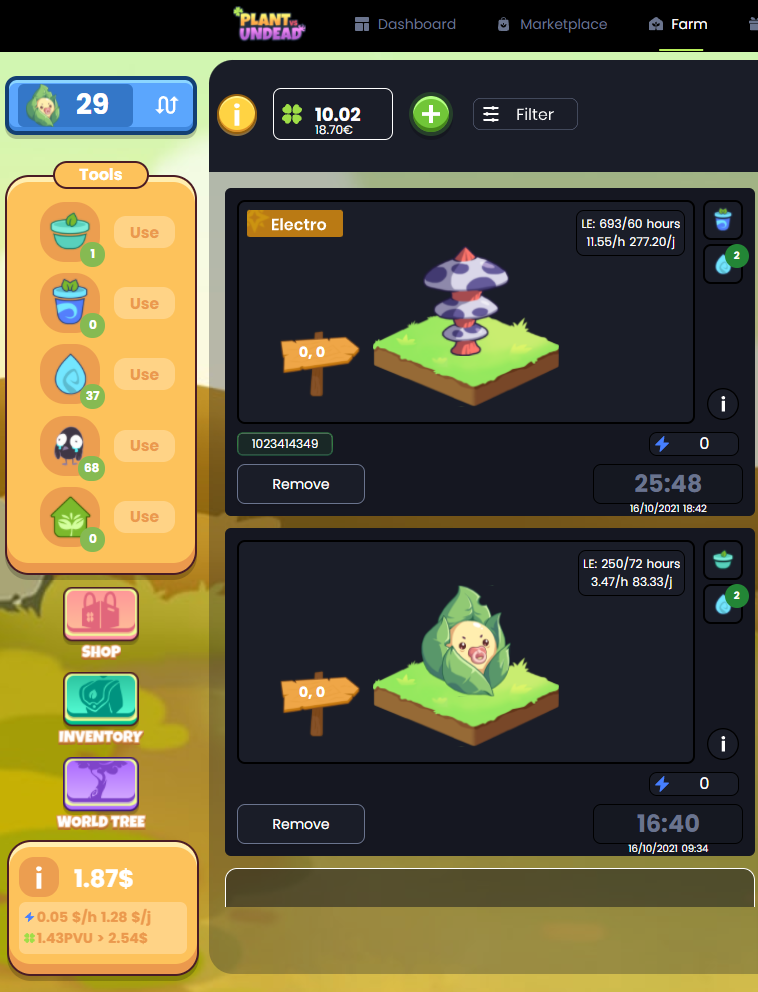 PLANT VS.
UNDEAD
Dashboard
Marketplace
Farm
29
i
10.02
18.70€
Filter
Tools
Use
1
Use
0
Use
37
Use
68
Use
0
SHOP
INVENTORY
WORLD TREE
i
1.87$
0.05 $/h 1.28 $/j
1.43PVU > 2.54$
Electro
LE: 693/60 hours
11.55/h 277.20/j
2
0, 0
i
1023414349
0
Remove
25:48
16/10/2021 18:42
LE: 250/72 hours
3.47/h 83.33/j
2
0, 0
i
0
Remove
16:40
16/10/2021 09:34